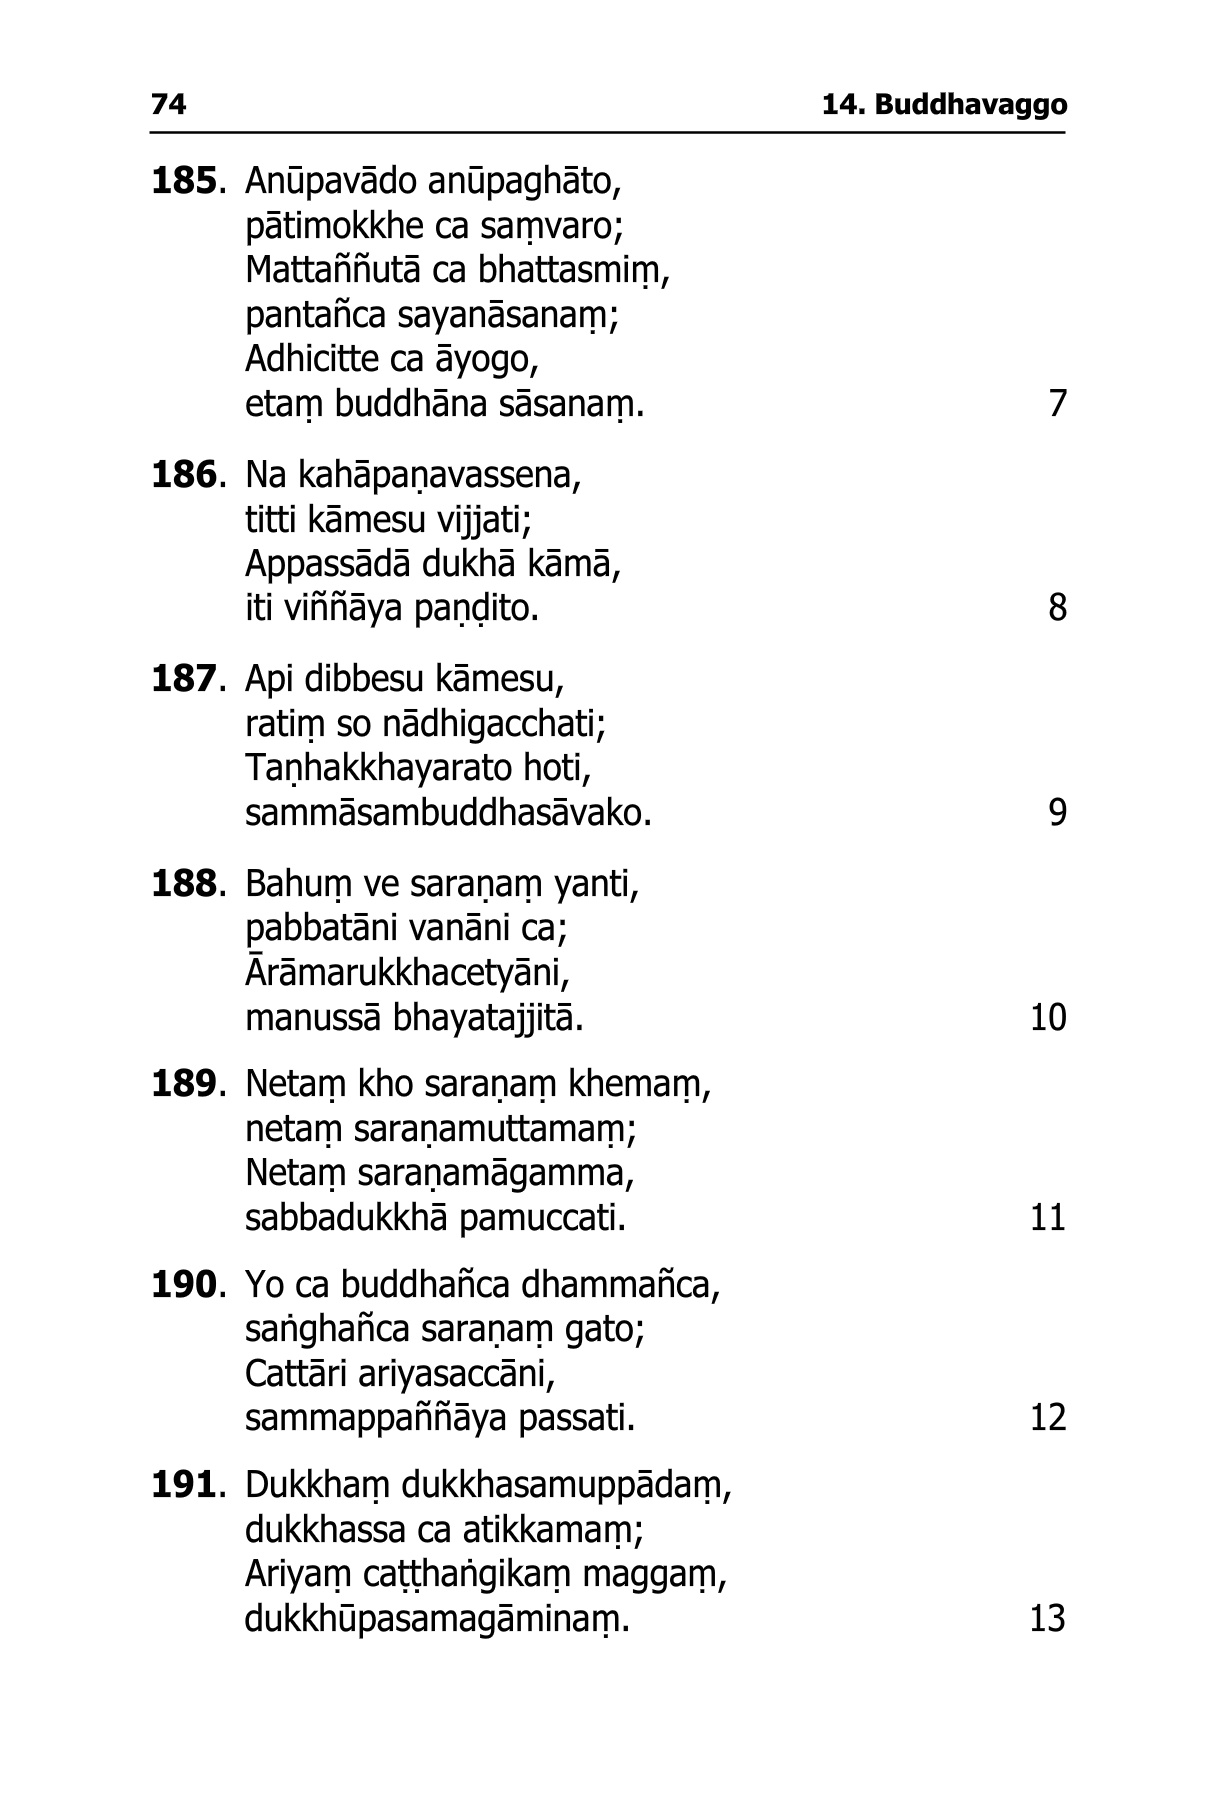 74 14. Buddhavaggo
185. Anūpavādo anūpaghāto,
pātimokkhe ca saṃvaro;
Mattaññutā ca bhattasmiṃ,
pantañca sayanāsanaṃ;
Adhicitte ca āyogo,
etaṃ buddhāna sāsanaṃ. 7
186. Na kahāpaṇavassena,
titti kāmesu vijjati;
Appassādā dukhā kāmā,
iti viññāya paṇḍito. 8
187. Api dibbesu kāmesu,
ratiṃ so nādhigacchati;
Taṇhakkhayarato hoti,
sammāsambuddhasāvako. 9
188. Bahuṃ ve saraṇaṃ yanti,
pabbatāni vanāni ca;
Ārāmarukkhacetyāni,
manussā bhayatajjitā. 10
189. Netaṃ kho saraṇaṃ khemaṃ,
netaṃ saraṇamuttamaṃ;
Netaṃ saraṇamāgamma,
sabbadukkhā pamuccati. 11
190. Yo ca buddhañca dhammañca,
saṅghañca saraṇaṃ gato;
Cattāri ariyasaccāni,
sammappaññāya passati. 12
191. Dukkhaṃ dukkhasamuppādaṃ,
dukkhassa ca atikkamaṃ;
Ariyaṃ caṭṭhaṅgikaṃ maggaṃ,
dukkhūpasamagāminaṃ. 13